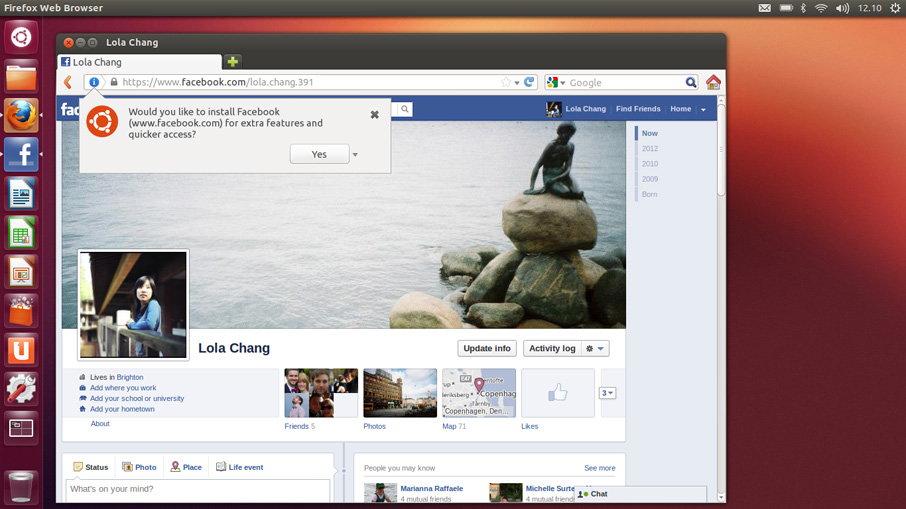 Firefox Web Browser
12.10
Lola Chang
Lola Chang
https://www.facebook.com/lola.chang.391
Google
Would you like to install Facebook
(www.facebook.com) for extra features and
quicker access?
Yes
Lola Chang
Find Friends
Home
Now
2012
2010
2009
Born
Lola Chang
Update info
Activity log
Lives in Brighton
Add where you work
Add your school or university
Add your hometown
About
Copenhag
Tårnby
Copenhagen, Den...
3
Friends 5
Photos
Map 71
Likes
Status
Photo
Place
Life event
What's on your mind?
People you may know
See more
Marianna Raffaele
4 mutual friends
Michelle Surte
4 mutual friends
Chat